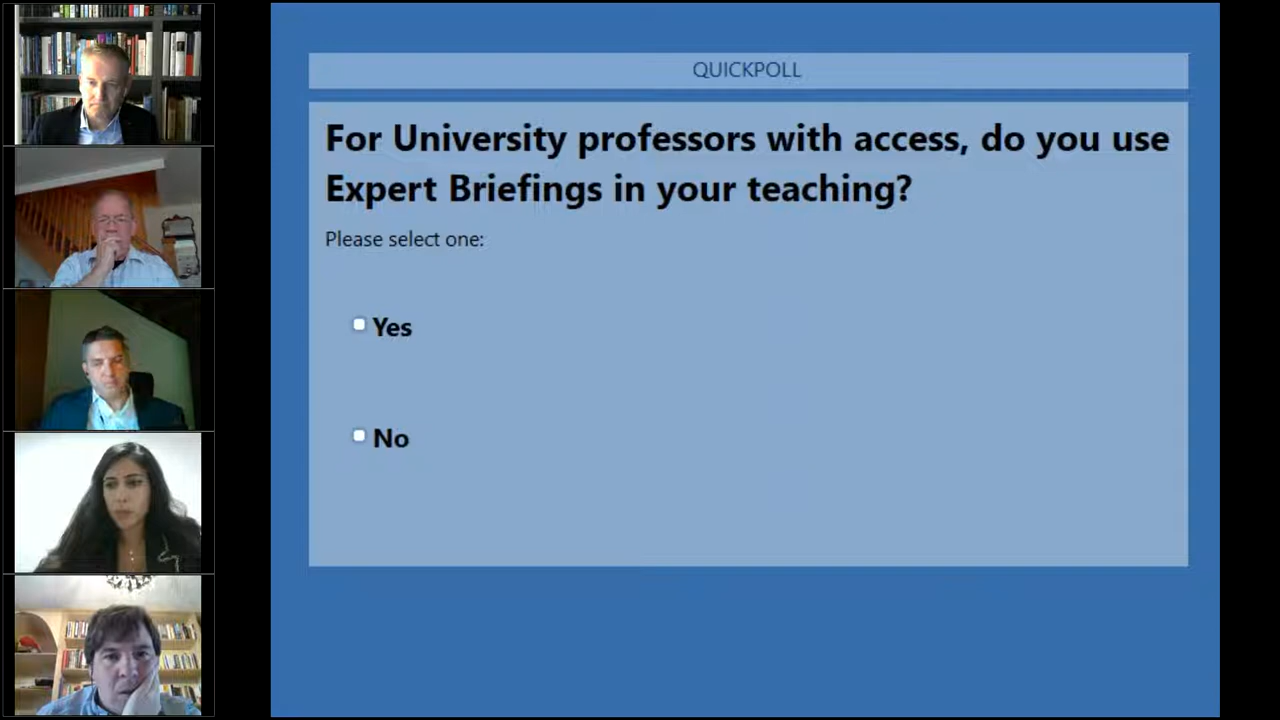 QUICKPOLL
For University professors with access, do you use
Expert Briefings in your teaching?
Please select one:
Yes
No